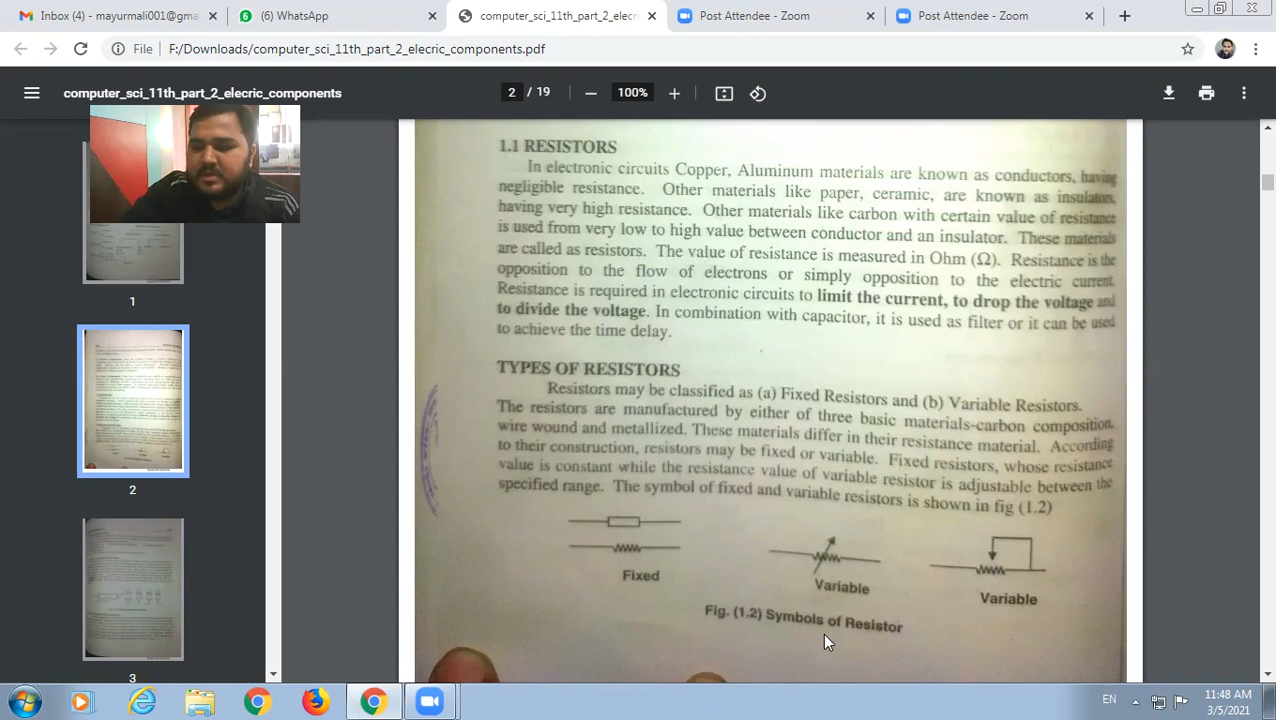 Inbox (4) - mayurmali001@gma
(6) WhatsApp
computer_sci_11th_part_2_elecr
Post Attendee - Zoom
Post Attendee - Zoom
File
F:/Downloads/computer_sci_11th_part_2_elecric_components.pdf
computer_sci_11th_part_2_elecric_components
2 / 19
100%
1
2
3
1.1 RESISTORS
In electronic circuits Copper, Aluminum materials are known as conductors, having
negligible resistance. Other materials like paper, ceramic, are known as insulators,
having very high resistance. Other materials like carbon with certain value of resistance
is used from very low to high value between conductor and an insulator. These materials
are called as resistors. The value of resistance is measured in Ohm (Ω). Resistance is the
opposition to the flow of electrons or simply opposition to the electric current.
Resistance is required in electronic circuits to limit the current, to drop the voltage and
to divide the voltage. In combination with capacitor, it is used as filter or it can be used
to achieve the time delay.
TYPES OF RESISTORS
Resistors may be classified as (a) Fixed Resistors and (b) Variable Resistors.
The resistors are manufactured by either of three basic materials-carbon composition,
wire wound and metallized. These materials differ in their resistance material. According
to their construction, resistors may be fixed or variable. Fixed resistors, whose resistance
value is constant while the resistance value of variable resistor is adjustable between the
specified range. The symbol of fixed and variable resistors is shown in fig (1.2)
Fixed
Variable
Variable
Fig. (1.2) Symbols of Resistor
EN
11:48 AM
3/5/2021